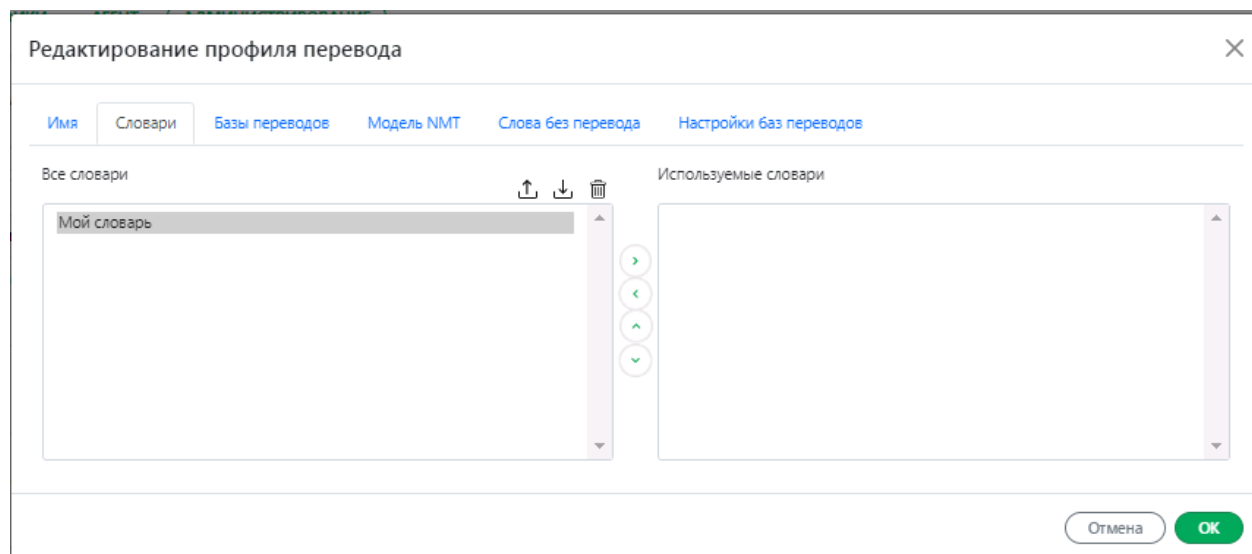 Редактирование профиля перевода
Имя Словари Базы переводов Модель NMT Слова без перевода Настройки баз переводов
Все словари Используемые словари
Мой словарь
Отмена ОК